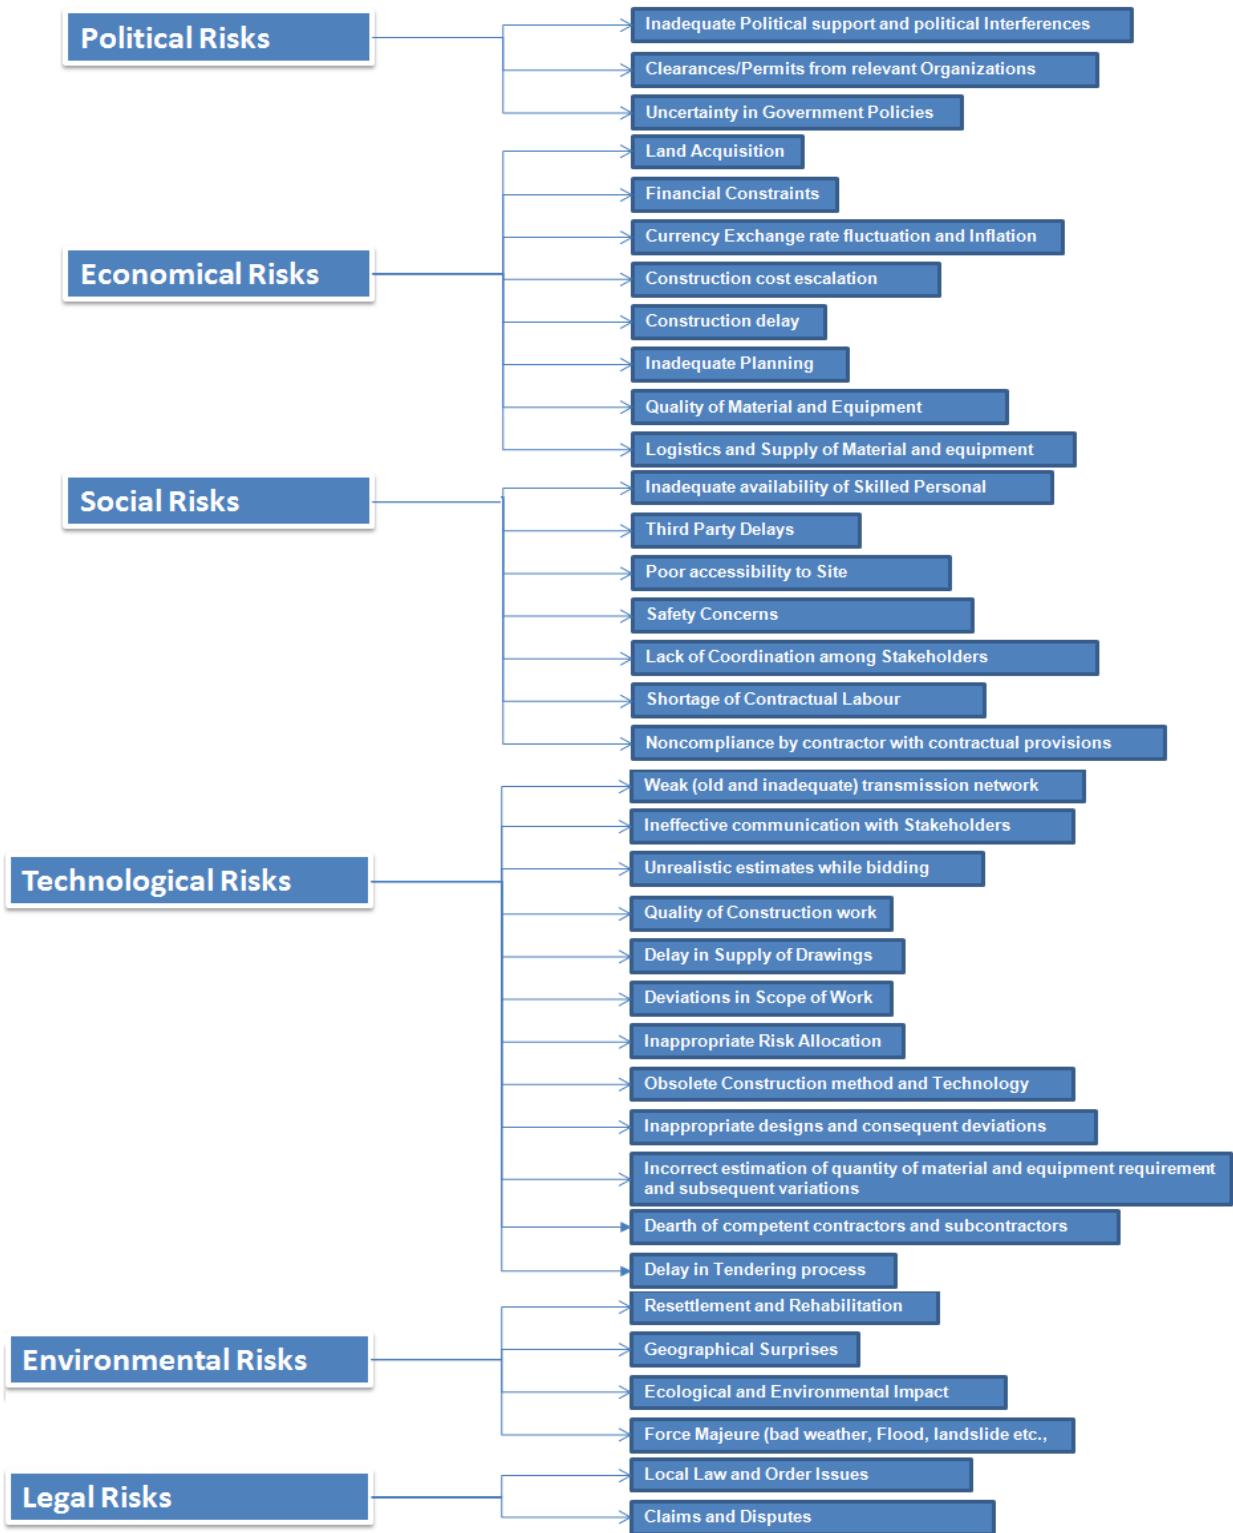 Political Risks
Inadequate Political support and political Interferences
Clearances/Permits from relevant Organizations
Uncertainty in Government Policies
Economical Risks
Land Acquisition
Financial Constraints
Currency Exchange rate fluctuation and Inflation
Construction cost escalation
Construction delay
Inadequate Planning
Quality of Material and Equipment
Logistics and Supply of Material and equipment
Social Risks
Inadequate availability of Skilled Personal
Third Party Delays
Poor accessibility to Site
Safety Concerns
Lack of Coordination among Stakeholders
Shortage of Contractual Labour
Noncompliance by contractor with contractual provisions
Technological Risks
Weak (old and inadequate) transmission network
Ineffective communication with Stakeholders
Unrealistic estimates while bidding
Quality of Construction work
Delay in Supply of Drawings
Deviations in Scope of Work
Inappropriate Risk Allocation
Obsolete Construction method and Technology
Inappropriate designs and consequent deviations
Incorrect estimation of quantity of material and equipment requirement
and subsequent variations
Dearth of competent contractors and subcontractors
Delay in Tendering process
Environmental Risks
Resettlement and Rehabilitation
Geographical Surprises
Ecological and Environmental Impact
Force Majeure (bad weather, Flood, landslide etc.,
Legal Risks
Local Law and Order Issues
Claims and Disputes